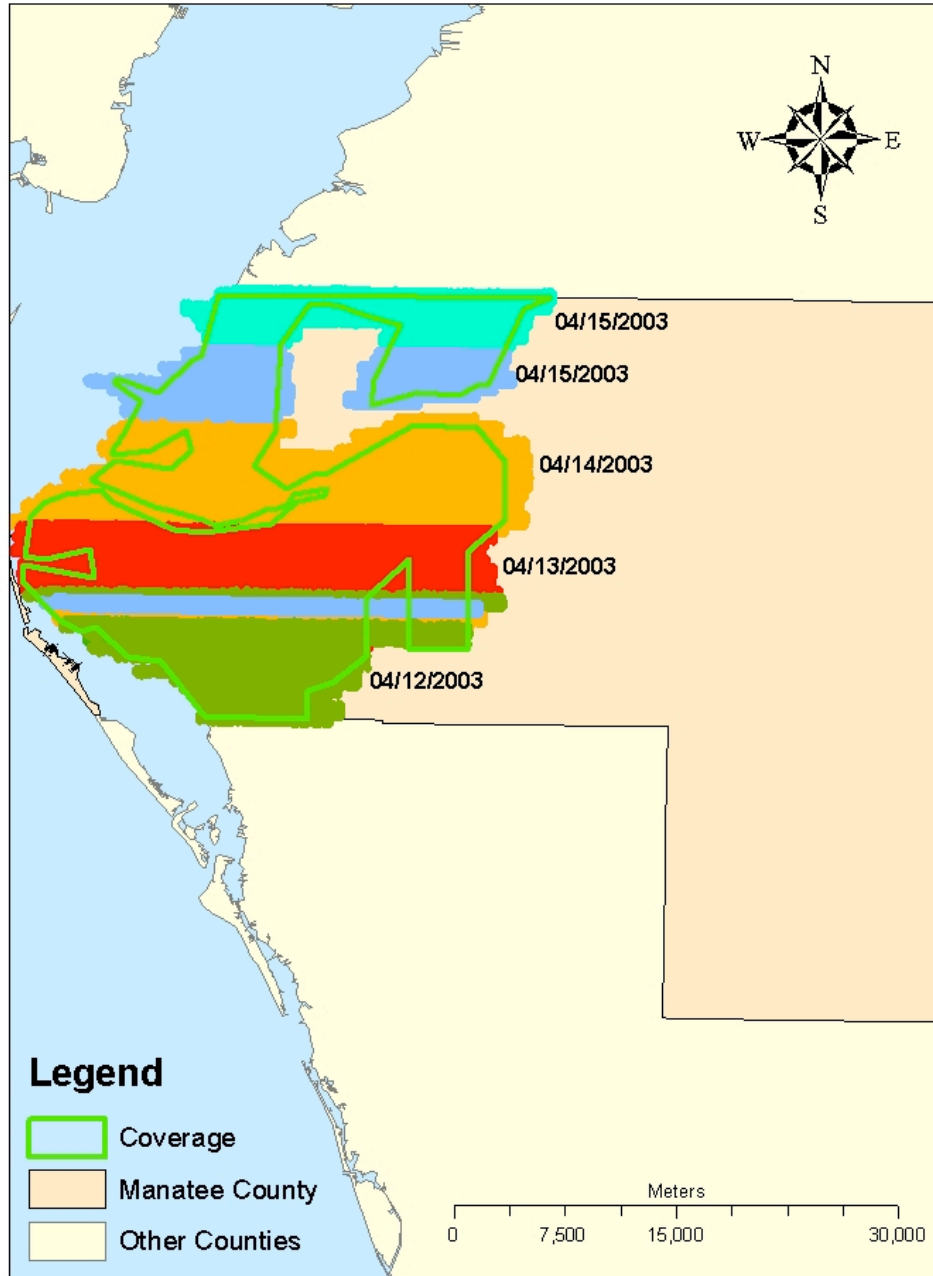 N
W E
S
04/15/2003
04/15/2003
04/14/2003
04/13/2003
04/12/2003
Legend
Coverage
Manatee County
Other Counties
Meters
0 7,500 15,000 30,000